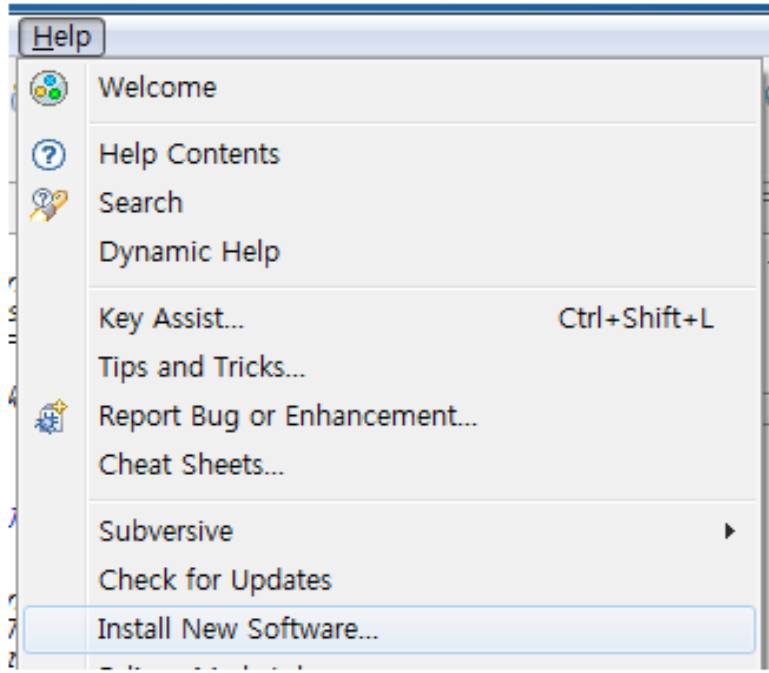 Help
Welcome
Help Contents
Search
Dynamic Help
Key Assist... Ctrl+Shift+L
Tips and Tricks...
Report Bug or Enhancement...
Cheat Sheets...
Subversive
Check for Updates
Install New Software...